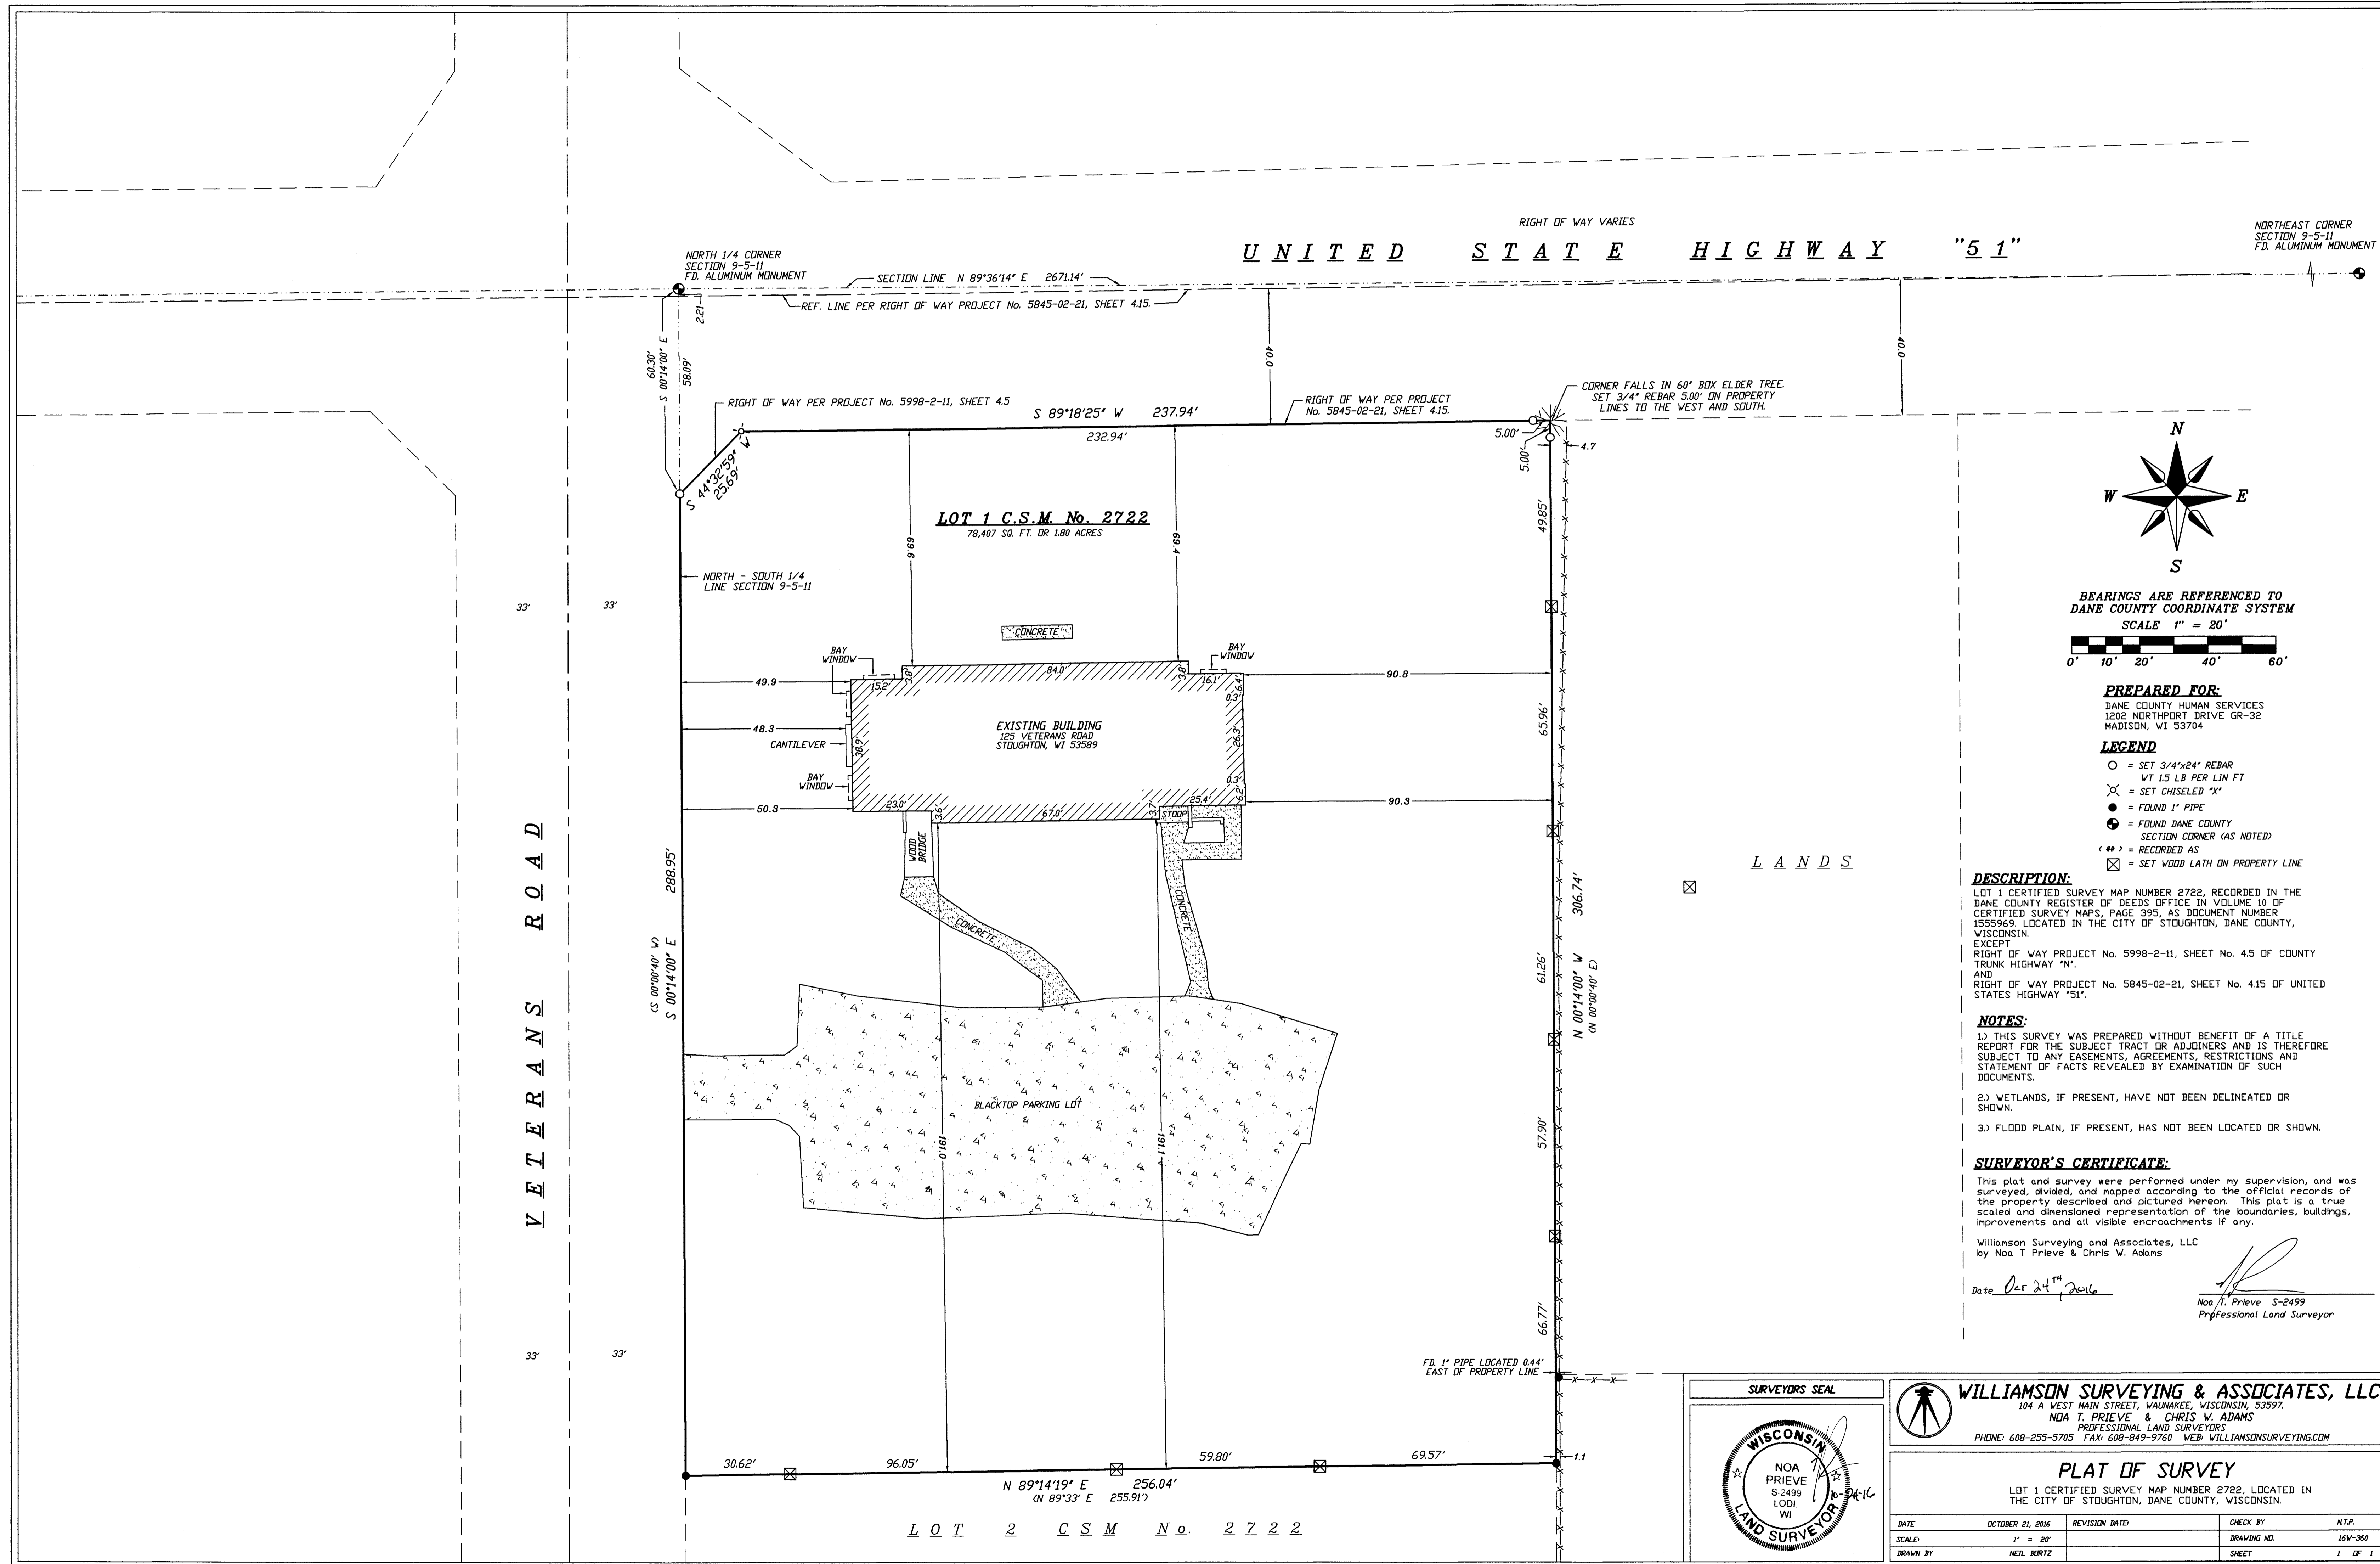 RIGHT OF WAY VARIES
UNITED STATE HIGHWAY "51"
NORTHEAST CORNER
SECTION 9-5-11
FD. ALUMINUM MONUMENT
NORTH 1/4 CORNER
SECTION 9-5-11
FD. ALUMINUM MONUMENT
SECTION LINE N 89°36'14" E 2671.14'
REF. LINE PER RIGHT OF WAY PROJECT No. 5845-02-21, SHEET 4.15.
2.21
60.30'
S 00°14'00" E
58.09'
40.0
40.0
RIGHT OF WAY PER PROJECT No. 5998-2-11, SHEET 4.5
S 89°18'25" W 237.94'
232.94'
RIGHT OF WAY PER PROJECT
No. 5845-02-21, SHEET 4.15.
CORNER FALLS IN 60" BOX ELDER TREE.
SET 3/4" REBAR 5.00' ON PROPERTY
LINES TO THE WEST AND SOUTH.
5.00'
5.00'
4.7
S 44°32'59" W
25.69'
LOT 1 C.S.M. No. 2722
78,407 SQ. FT. OR 1.80 ACRES
69.6
69.4
49.85'
NORTH - SOUTH 1/4
LINE SECTION 9-5-11
33'
33'
CONCRETE
BAY
WINDOW
BAY
WINDOW
84.0'
3.8'
3.8'
15.2'
16.1'
6.4'
0.3'
49.9
90.8
48.3
CANTILEVER
38.9'
EXISTING BUILDING
125 VETERANS ROAD
STOUGHTON, WI 53589
26.3'
65.96'
BAY
WINDOW
0.3'
6.2'
50.3
90.3
23.0'
3.6'
67.0'
3.7'
25.4'
STOOP
WOOD
BRIDGE
CONCRETE
CONCRETE
VETERANS ROAD
(S 00°00'40" W)
S 00°14'00" E 288.95'
61.26'
N 00°14'00" W 306.74'
(N 00°00'40" E)
LANDS
BLACKTOP PARKING LOT
191.0
191.1
57.90'
66.77'
33'
33'
FD. 1" PIPE LOCATED 0.44'
EAST OF PROPERTY LINE
30.62'
96.05'
59.80'
69.57'
1.1
N 89°14'19" E 256.04'
(N 89°33' E 255.91')
LOT 2 CSM No. 2722
N
W
E
S
BEARINGS ARE REFERENCED TO
DANE COUNTY COORDINATE SYSTEM
SCALE 1" = 20'
0' 10' 20' 40' 60'
PREPARED FOR:
DANE COUNTY HUMAN SERVICES
1202 NORTHPORT DRIVE GR-32
MADISON, WI 53704
LEGEND
= SET 3/4"x24" REBAR
WT 1.5 LB PER LIN FT
= SET CHISELED "X"
= FOUND 1" PIPE
= FOUND DANE COUNTY
SECTION CORNER (AS NOTED)
(##) = RECORDED AS
= SET WOOD LATH ON PROPERTY LINE
DESCRIPTION:
LOT 1 CERTIFIED SURVEY MAP NUMBER 2722, RECORDED IN THE
DANE COUNTY REGISTER OF DEEDS OFFICE IN VOLUME 10 OF
CERTIFIED SURVEY MAPS, PAGE 395, AS DOCUMENT NUMBER
1555969. LOCATED IN THE CITY OF STOUGHTON, DANE COUNTY,
WISCONSIN.
EXCEPT
RIGHT OF WAY PROJECT No. 5998-2-11, SHEET No. 4.5 OF COUNTY
TRUNK HIGHWAY "N".
AND
RIGHT OF WAY PROJECT No. 5845-02-21, SHEET No. 4.15 OF UNITED
STATES HIGHWAY "51".
NOTES:
1.) THIS SURVEY WAS PREPARED WITHOUT BENEFIT OF A TITLE
REPORT FOR THE SUBJECT TRACT OR ADJOINERS AND IS THEREFORE
SUBJECT TO ANY EASEMENTS, AGREEMENTS, RESTRICTIONS AND
STATEMENT OF FACTS REVEALED BY EXAMINATION OF SUCH
DOCUMENTS.
2.) WETLANDS, IF PRESENT, HAVE NOT BEEN DELINEATED OR
SHOWN.
3.) FLOOD PLAIN, IF PRESENT, HAS NOT BEEN LOCATED OR SHOWN.
SURVEYOR'S CERTIFICATE:
This plat and survey were performed under my supervision, and was
surveyed, divided, and mapped according to the official records of
the property described and pictured hereon. This plat is a true
scaled and dimensioned representation of the boundaries, buildings,
improvements and all visible encroachments if any.
Williamson Surveying and Associates, LLC
by Noa T Prieve & Chris W. Adams
Date Oct 24TH, 2016
Noa T. Prieve S-2499
Professional Land Surveyor
SURVEYORS SEAL
WISCONSIN
NOA
PRIEVE
S-2499
LODI,
WI
LAND SURVEYOR
10-24-16
WILLIAMSON SURVEYING & ASSOCIATES, LLC
104 A WEST MAIN STREET, WAUNAKEE, WISCONSIN, 53597.
NOA T. PRIEVE & CHRIS W. ADAMS
PROFESSIONAL LAND SURVEYORS
PHONE: 608-255-5705 FAX: 608-849-9760 WEB: WILLIAMSONSURVEYING.COM
PLAT OF SURVEY
LOT 1 CERTIFIED SURVEY MAP NUMBER 2722, LOCATED IN
THE CITY OF STOUGHTON, DANE COUNTY, WISCONSIN.
DATE OCTOBER 21, 2016 REVISION DATE: CHECK BY N.T.P.
SCALE: 1" = 20' DRAWING NO. 16W-360
DRAWN BY NEIL BORTZ SHEET 1 OF 1